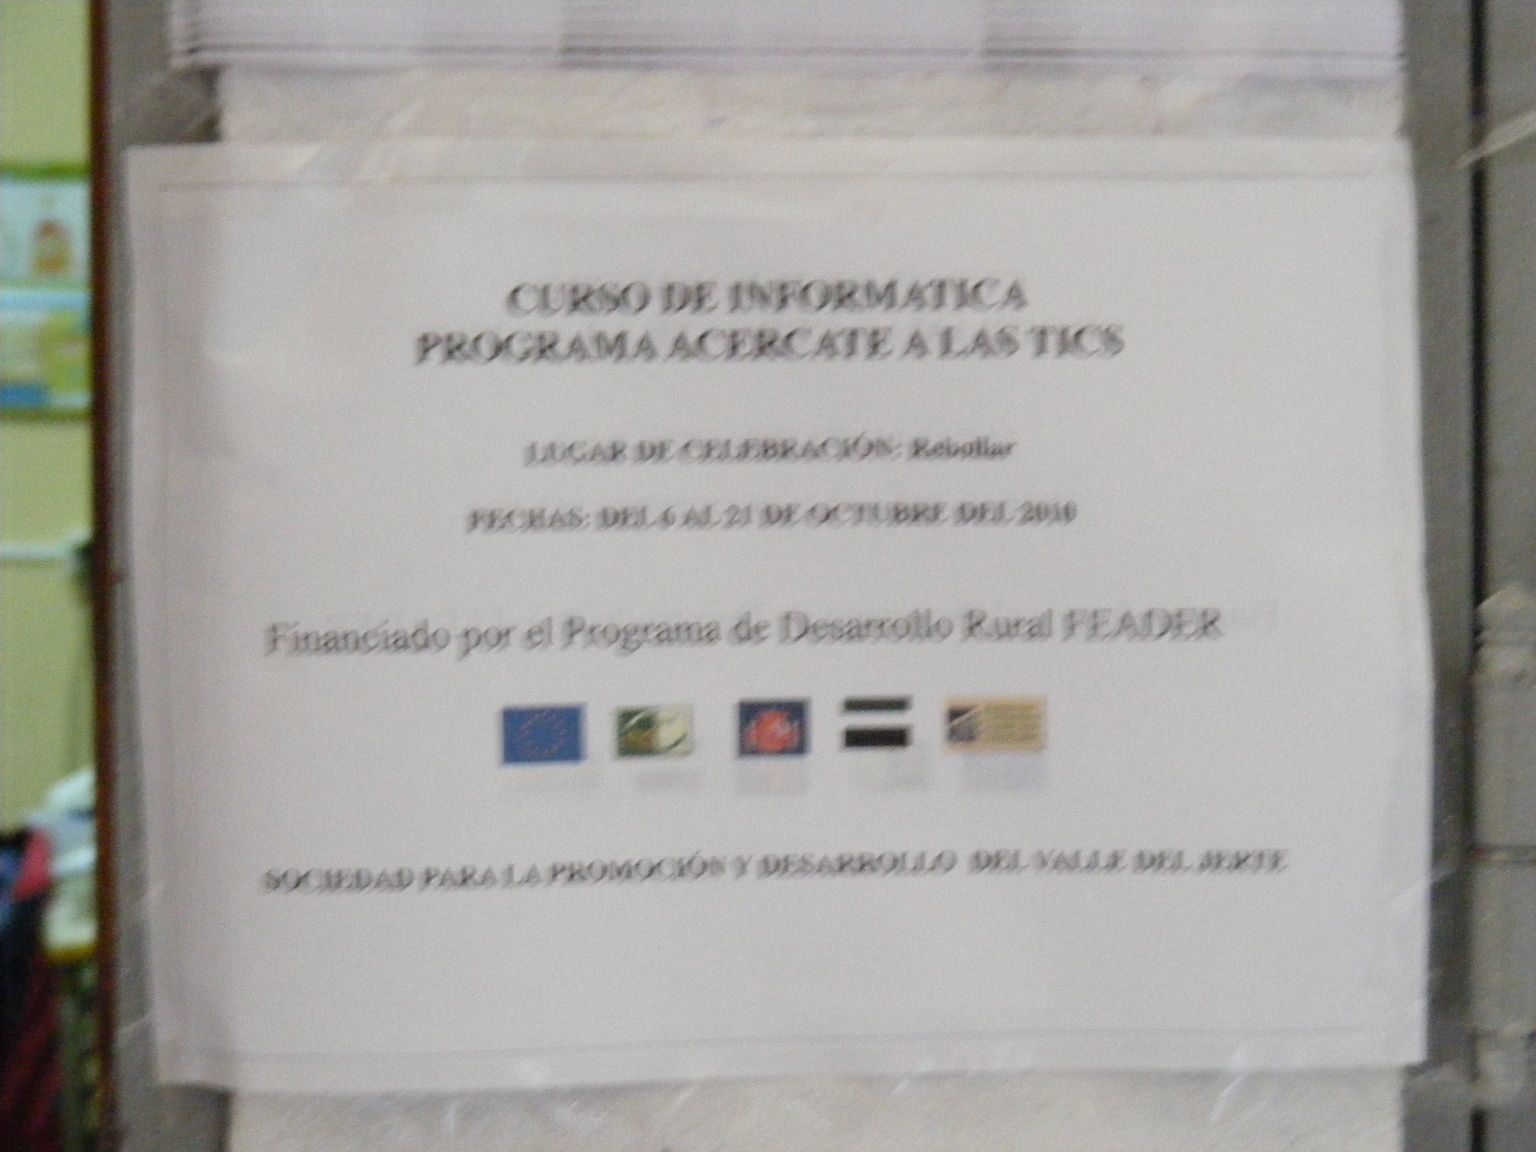 CURSO DE INFORMATICA
PROGRAMA ACERCATE A LAS TICS
LUGAR DE CELEBRACIÓN: Rebollar
FECHAS: DEL 6 AL 21 DE OCTUBRE DEL 2010
Financiado por el Programa de Desarrollo Rural FEADER
SOCIEDAD PARA LA PROMOCIÓN Y DESARROLLO DEL VALLE DEL JERTE